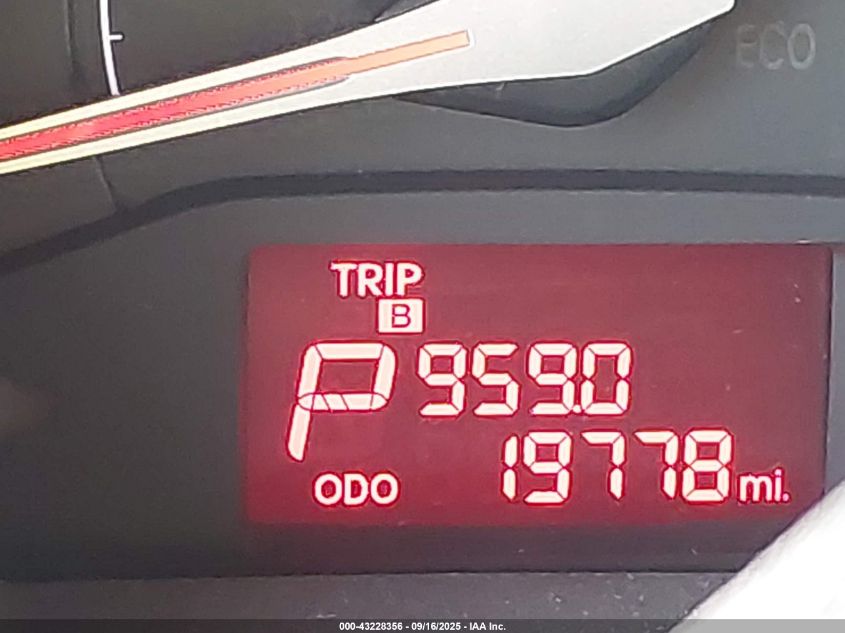 ECO
TRIP
B
P 959.0
ODO 19778 mi.
000-43228356 - 09/16/2025 - IAA Inc.